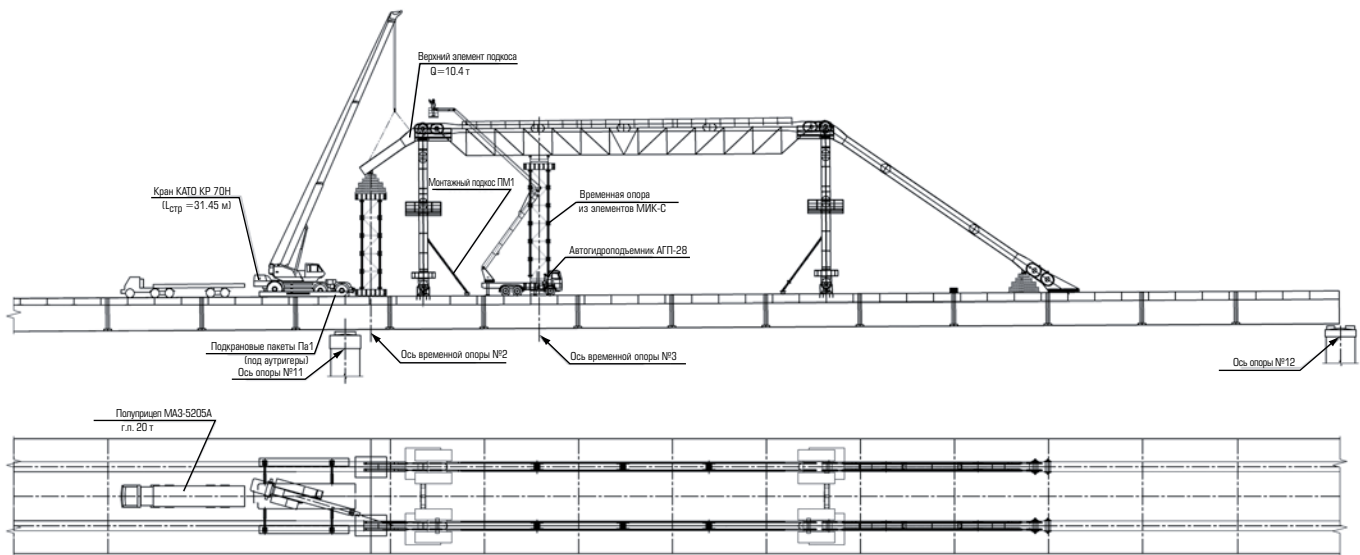 Верхний элемент подкоса
Q=10.4 т
Кран КАТО КР 70Н
(Lстр =31.45 м)
Монтажный подкос ПМ1
Временная опора
из элементов МИК-С
Автогидроподъемник АГП-28
Подкрановые пакеты Па1
(под аутригеры)
Ось опоры №11
Ось временной опоры №2
Ось временной опоры №3
Ось опоры №12
Полуприцеп МАЗ-5205А
г.п. 20 т